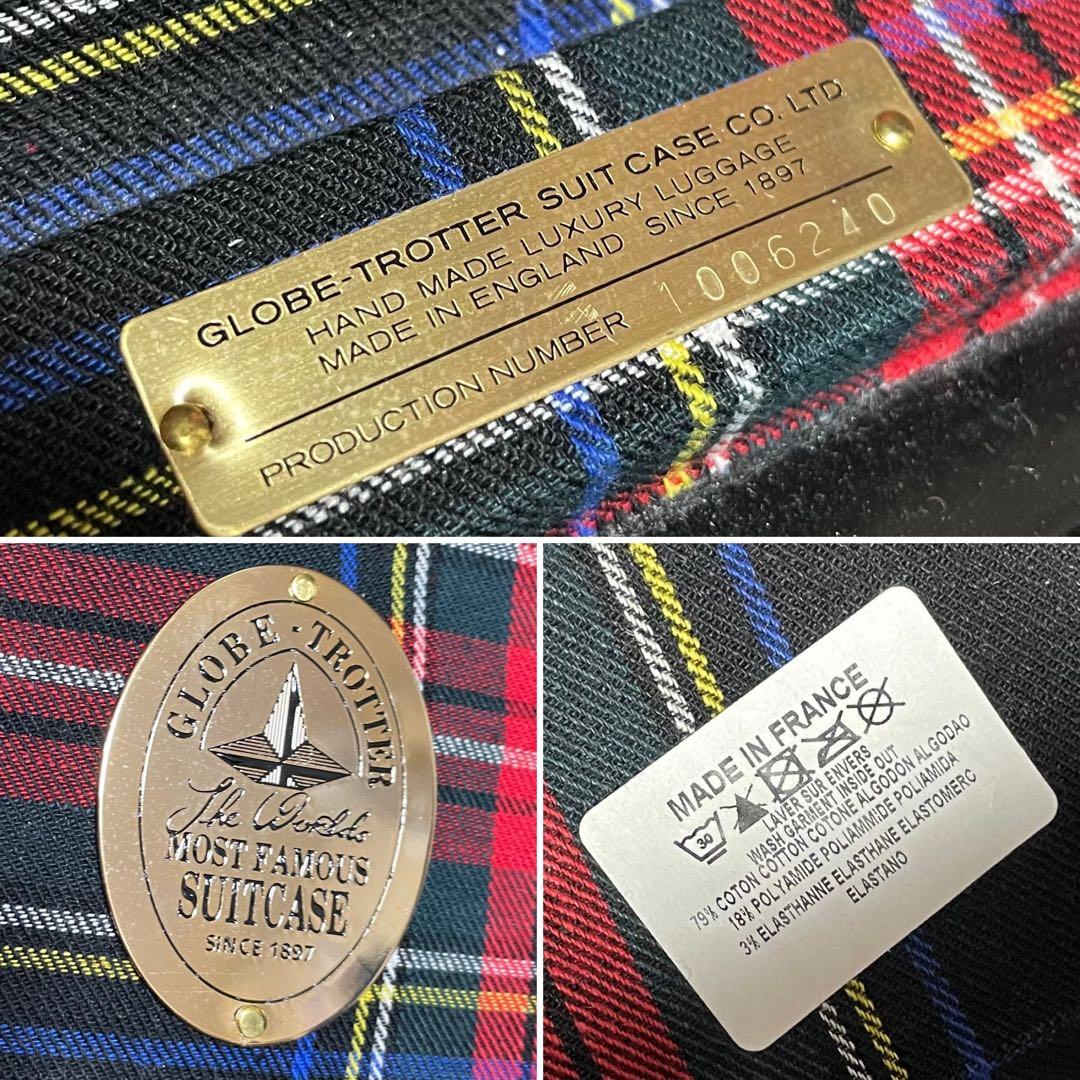 GLOBE-TROTTER SUIT CASE CO. LTD
HAND MADE LUXURY LUGGAGE
MADE IN ENGLAND SINCE 1897
PRODUCTION NUMBER 1006240
GLOBE-TROTTER
The Worlds
MOST FAMOUS
SUITCASE
SINCE 1897
MADE IN FRANCE
30
LAVER SUR ENVERS
WASH GARMENT INSIDE OUT
79% COTON COTTON COTONE ALGODÓN ALGODAO
18% POLYAMIDE POLIAMMIDE POLIAMIDA
3% ELASTHANNE ELASTHANE ELASTOMERC
ELASTANO